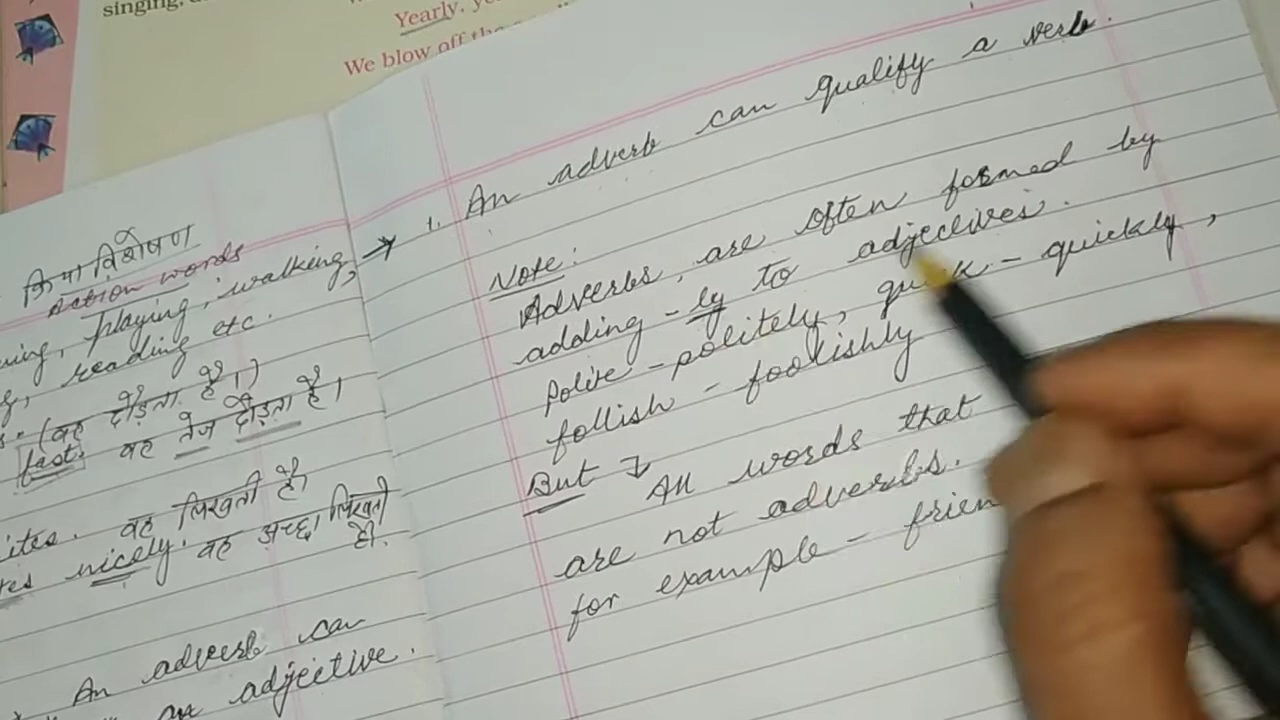 singing,
Yearly,
We blow off the
क्रिया विशेषण
Action words
playing, walking,
reading etc.
(वह दौड़ता है।)
fast. वह तेज दौड़ता है।
वह लिखती है।
nicely. वह अच्छा लिखती
है.
An adverb can
an adjective.
→ 1. An adverb can qualify a verb.
Note:
Adverbs, are often formed by
adding -ly to adjectives.
Polite - politely, quick - quickly,
follish - foolishly
But ↴
All words that
are not adverbs.
for example -